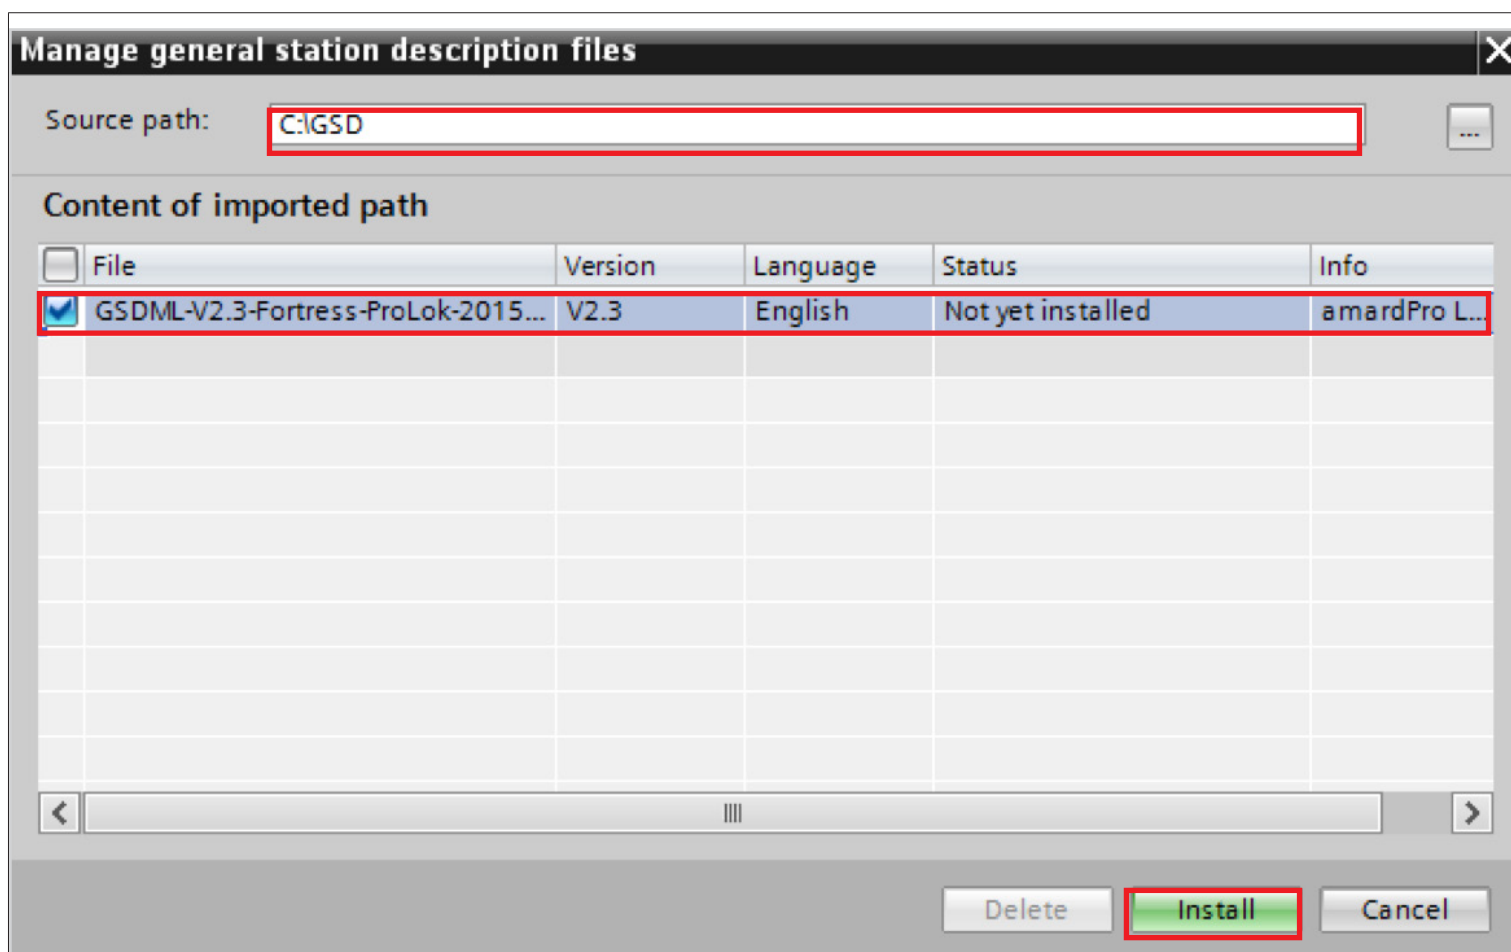 Manage general station description files
Source path: C:\GSD ...
Content of imported path
File Version Language Status Info
GSDML-V2.3-Fortress-ProLok-2015... V2.3 English Not yet installed amardPro L...
Delete Install Cancel